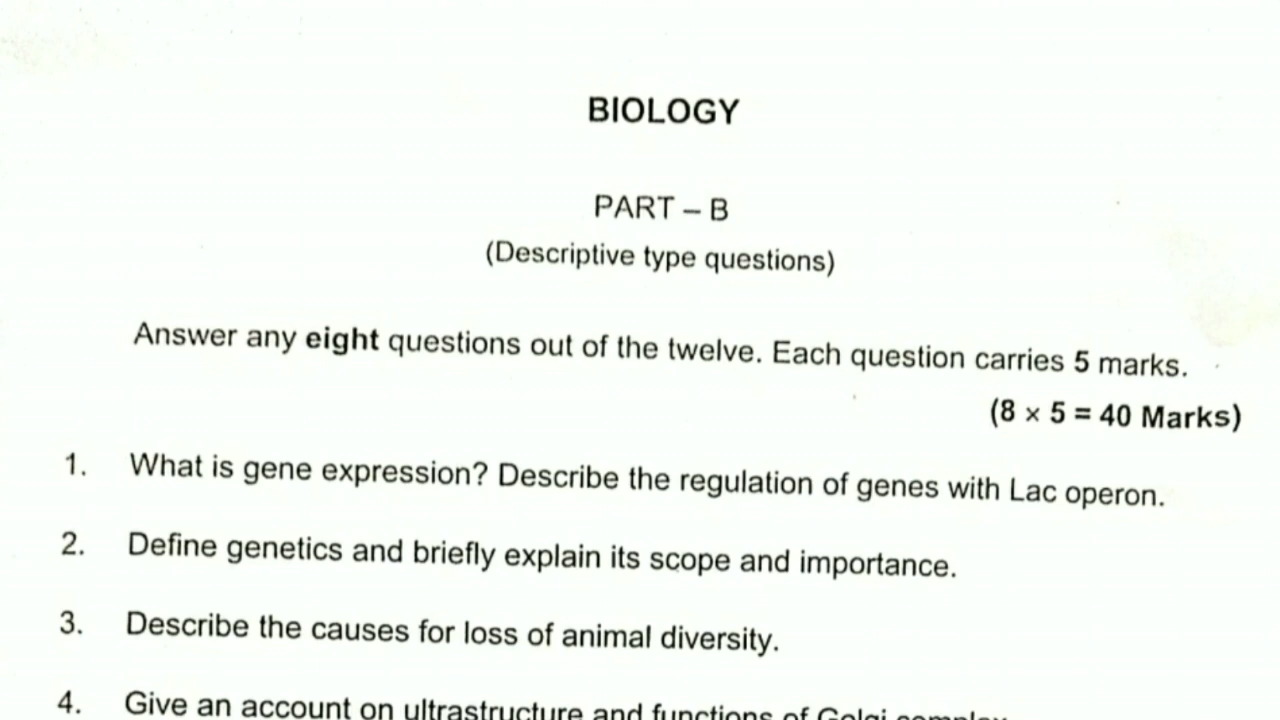 BIOLOGY
PART – B
(Descriptive type questions)
Answer any eight questions out of the twelve. Each question carries 5 marks.
(8 × 5 = 40 Marks)
1. What is gene expression? Describe the regulation of genes with Lac operon.
2. Define genetics and briefly explain its scope and importance.
3. Describe the causes for loss of animal diversity.
4. Give an account on ultrastructure and functions of Golgi complex